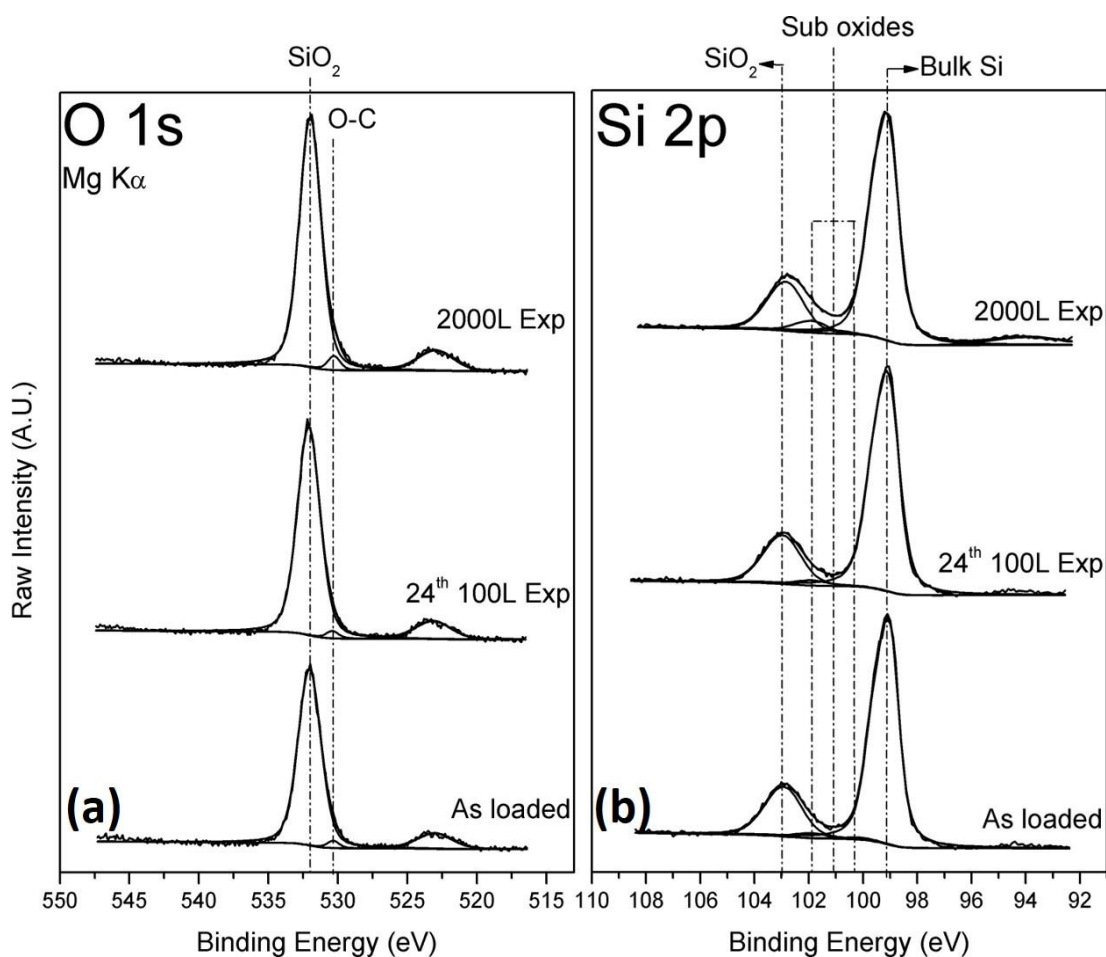 Sub oxides
SiO₂
SiO₂
Bulk Si
O 1s
O-C
Si 2p
Mg Kα
2000L Exp
2000L Exp
24th 100L Exp
24th 100L Exp
(a)
As loaded
(b)
As loaded
Raw Intensity (A.U.)
550 545 540 535 530 525 520 515
108 106 104 102 100 98 96 94 92
Binding Energy (eV)
Binding Energy (eV)